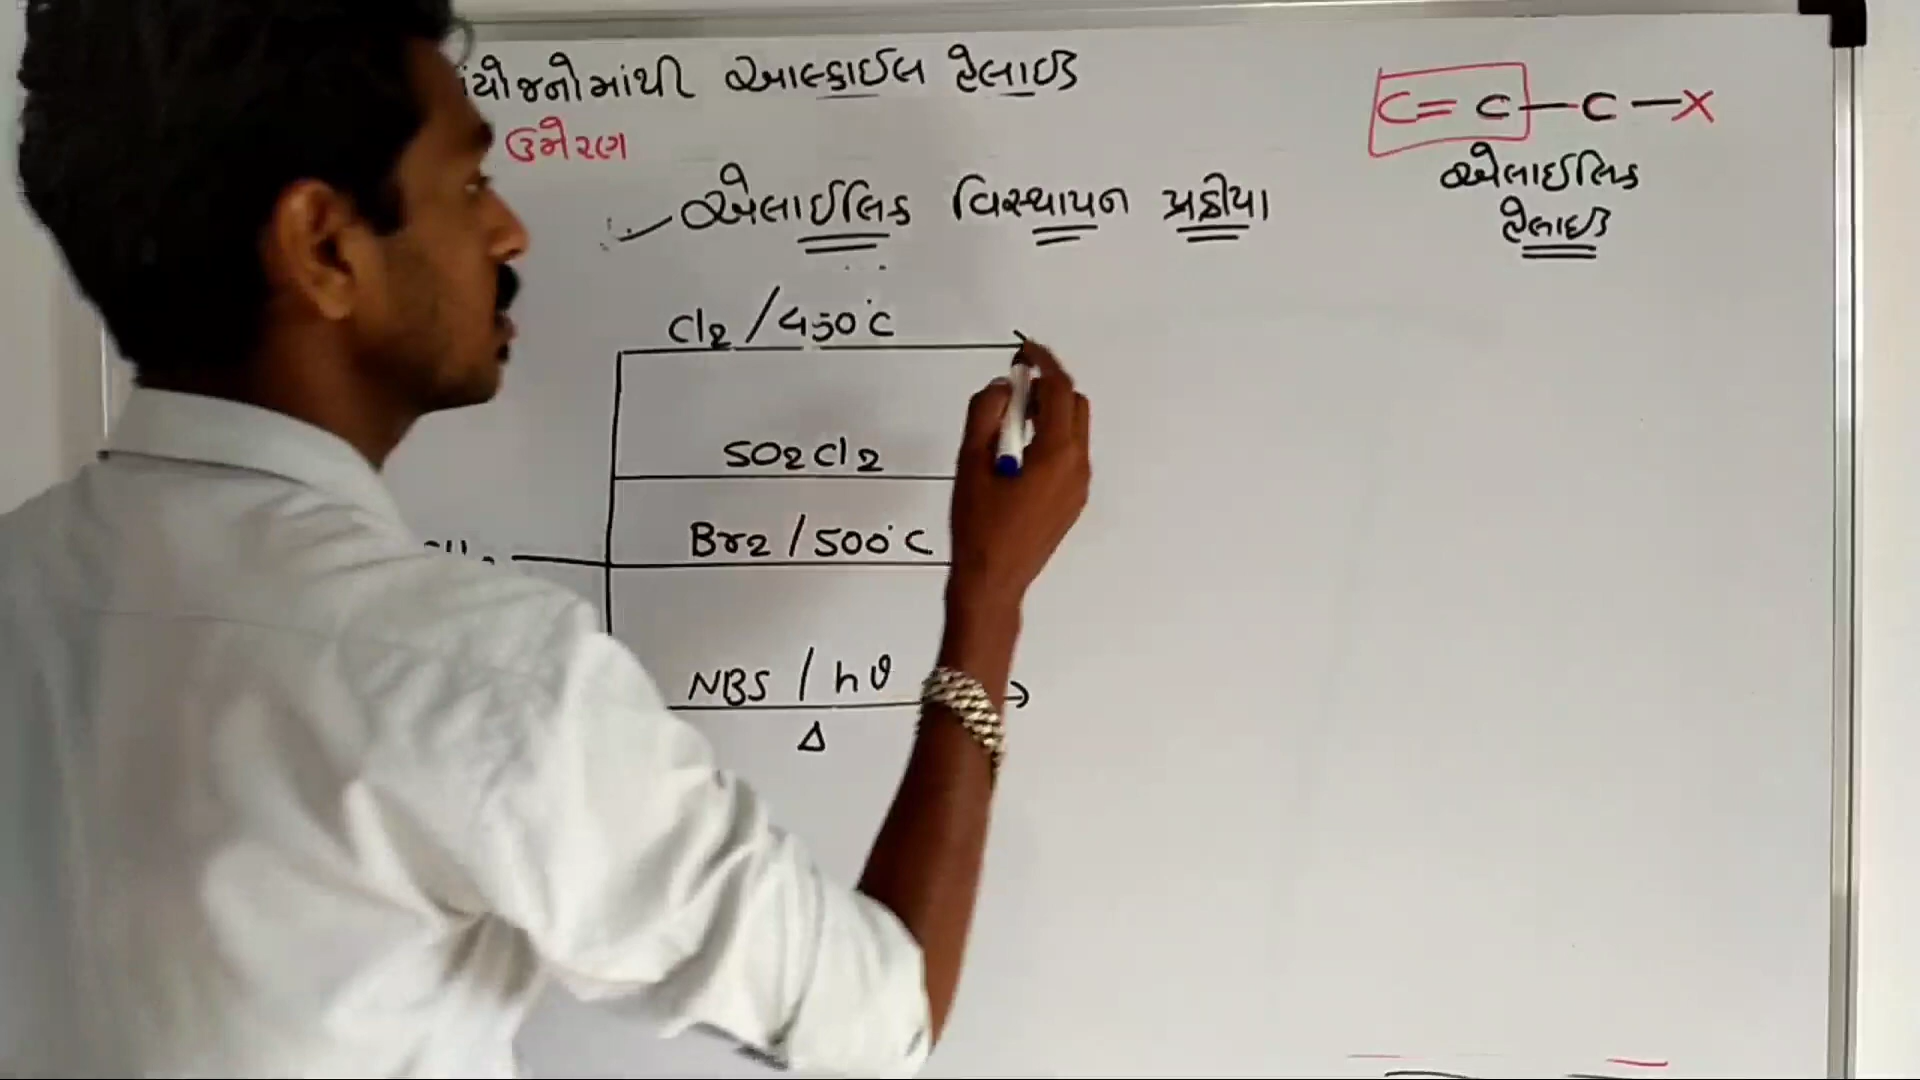 આલ્કાઈલ હેલાઈડ
ઉમેરણ
C=C—C—X
એલાઈલિક વિસ્થાપન પ્રક્રીયા
એલાઈલિક
હેલાઈડ
Cl2 / 450°C
SO2Cl2
Br2 / 500°C
NBS / hν
Δ